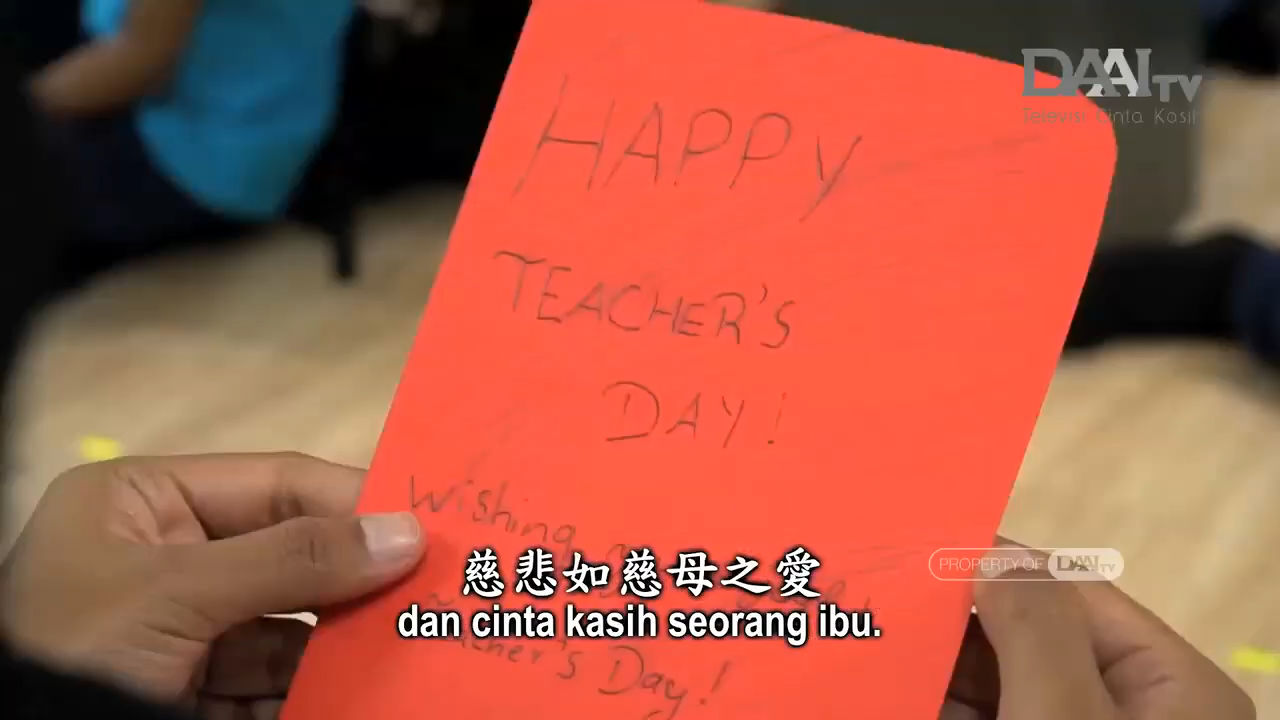 DAAI TV
Televisi Cinta Kasih
HAPPY
TEACHER'S
DAY!
Wishing
慈悲如慈母之愛
dan cinta kasih seorang ibu.
Day!
PROPERTY OF DAAI TV